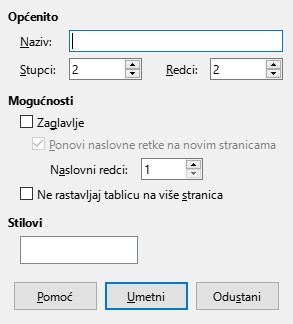 Općenito
Naziv:
Stupci: 2 Redci: 2
Mogućnosti
Zaglavlje
Ponovi naslovne retke na novim stranicama
Naslovni redci: 1
Ne rastavljaj tablicu na više stranica
Stilovi
Pomoć Umetni Odustani